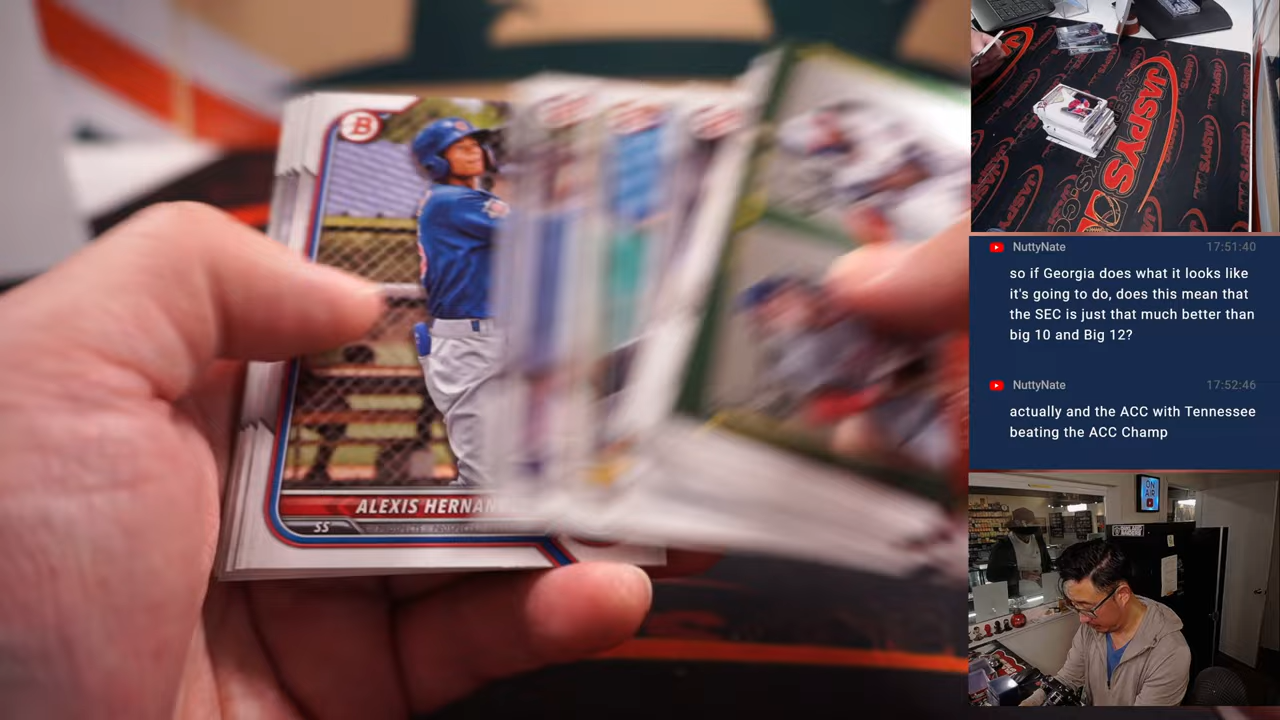 B
ALEXIS HERNAN
SS
JASPYS
JASPYS
NuttyNate 17:51:40
so if Georgia does what it looks like
it's going to do, does this mean that
the SEC is just that much better than
big 10 and Big 12?
NuttyNate 17:52:46
actually and the ACC with Tennessee
beating the ACC Champ
ON
AIR